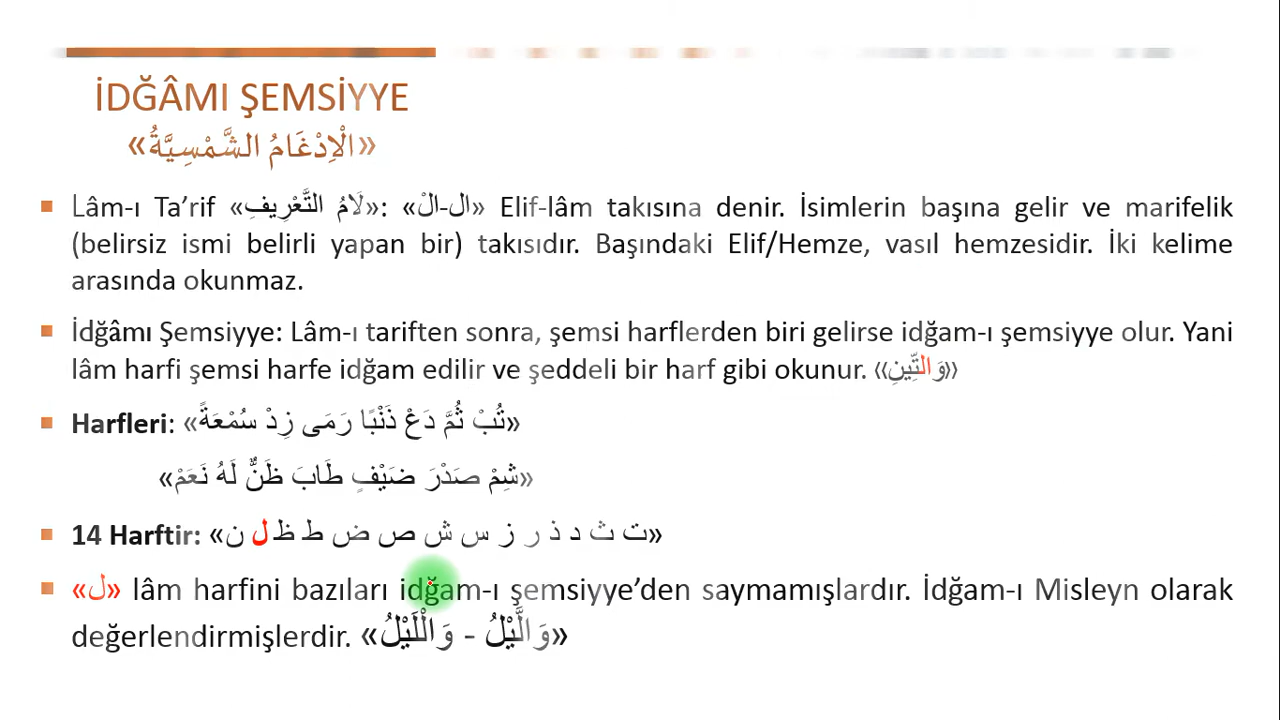 İDĞÂMI ŞEMSİYYE
«الْاِدْغَامُ الشَّمْسِيَّةُ»
Lâm-ı Ta’rif «لَامُ التَّعْرِيفِ»: «ال-الْ» Elif-lâm takısına denir. İsimlerin başına gelir ve marifelik
(belirsiz ismi belirli yapan bir) takısıdır. Başındaki Elif/Hemze, vasıl hemzesidir. İki kelime
arasında okunmaz.
İdğâmı Şemsiyye: Lâm-ı tariften sonra, şemsi harflerden biri gelirse idğam-ı şemsiyye olur. Yani
lâm harfi şemsi harfe idğam edilir ve şeddeli bir harf gibi okunur. «وَالتِّينِ»
Harfleri: «تُبْ ثُمَّ دَعْ ذَنْبًا رَمَى زِدْ سُمْعَةً»
«شِمْ صَدْرَ ضَيْفٍ طَابَ ظَنٌّ لَهُ نَعَمْ»
14 Harftir: «ت ث د ذ ر ز س ش ص ض ط ظ ل ن»
«ل» lâm harfini bazıları idğam-ı şemsiyye’den saymamışlardır. İdğam-ı Misleyn olarak
değerlendirmişlerdir. «وَالَّيْلُ - وَالْلَيْلُ»